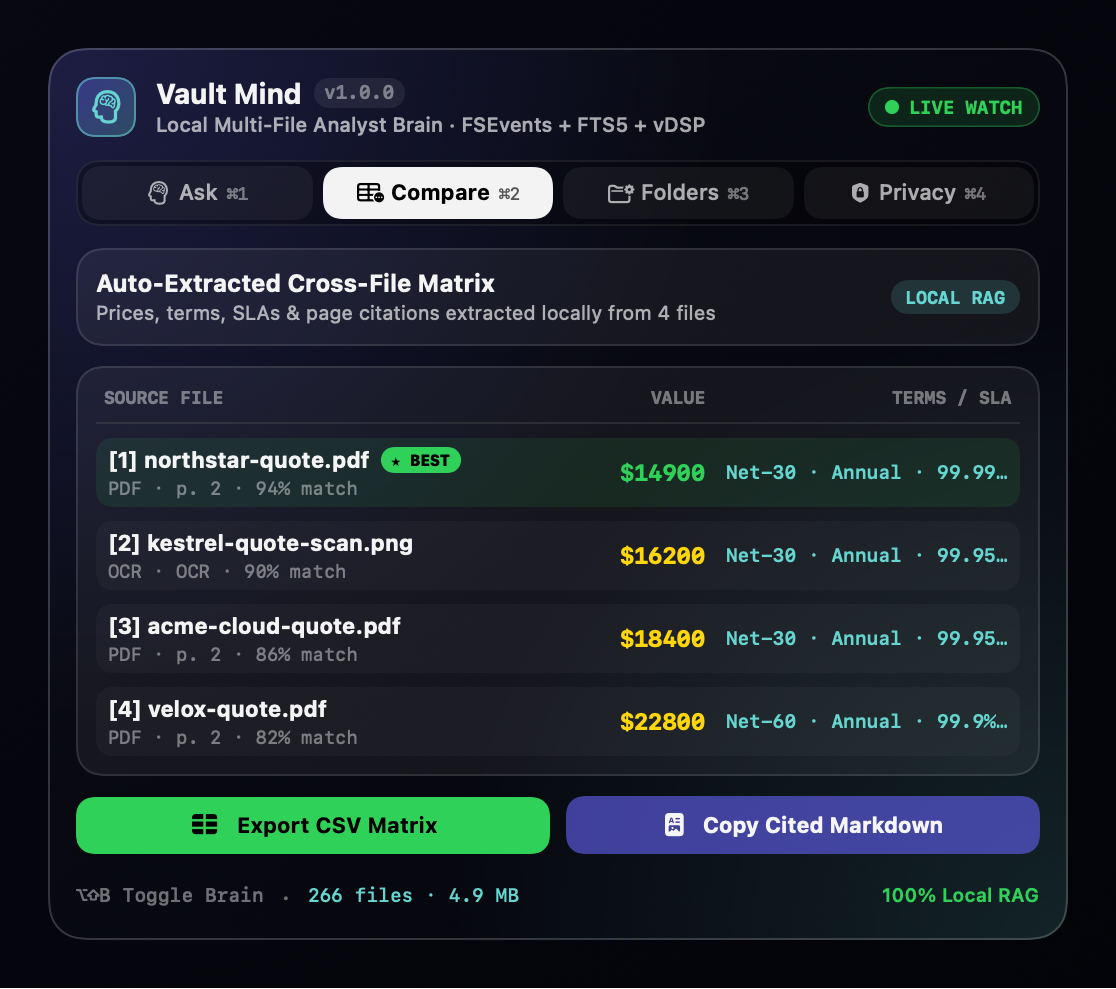 Vault Mind v1.0.0
Local Multi-File Analyst Brain · FSEvents + FTS5 + vDSP
LIVE WATCH
Ask ⌘1
Compare ⌘2
Folders ⌘3
Privacy ⌘4
Auto-Extracted Cross-File Matrix
Prices, terms, SLAs & page citations extracted locally from 4 files
LOCAL RAG
SOURCE FILE VALUE TERMS / SLA
[1] northstar-quote.pdf ★ BEST
PDF · p. 2 · 94% match
$14900 Net-30 · Annual · 99.99…
[2] kestrel-quote-scan.png
OCR · OCR · 90% match
$16200 Net-30 · Annual · 99.95…
[3] acme-cloud-quote.pdf
PDF · p. 2 · 86% match
$18400 Net-30 · Annual · 99.95…
[4] velox-quote.pdf
PDF · p. 2 · 82% match
$22800 Net-60 · Annual · 99.9%…
Export CSV Matrix
Copy Cited Markdown
⌥⇧B Toggle Brain · 266 files · 4.9 MB
100% Local RAG